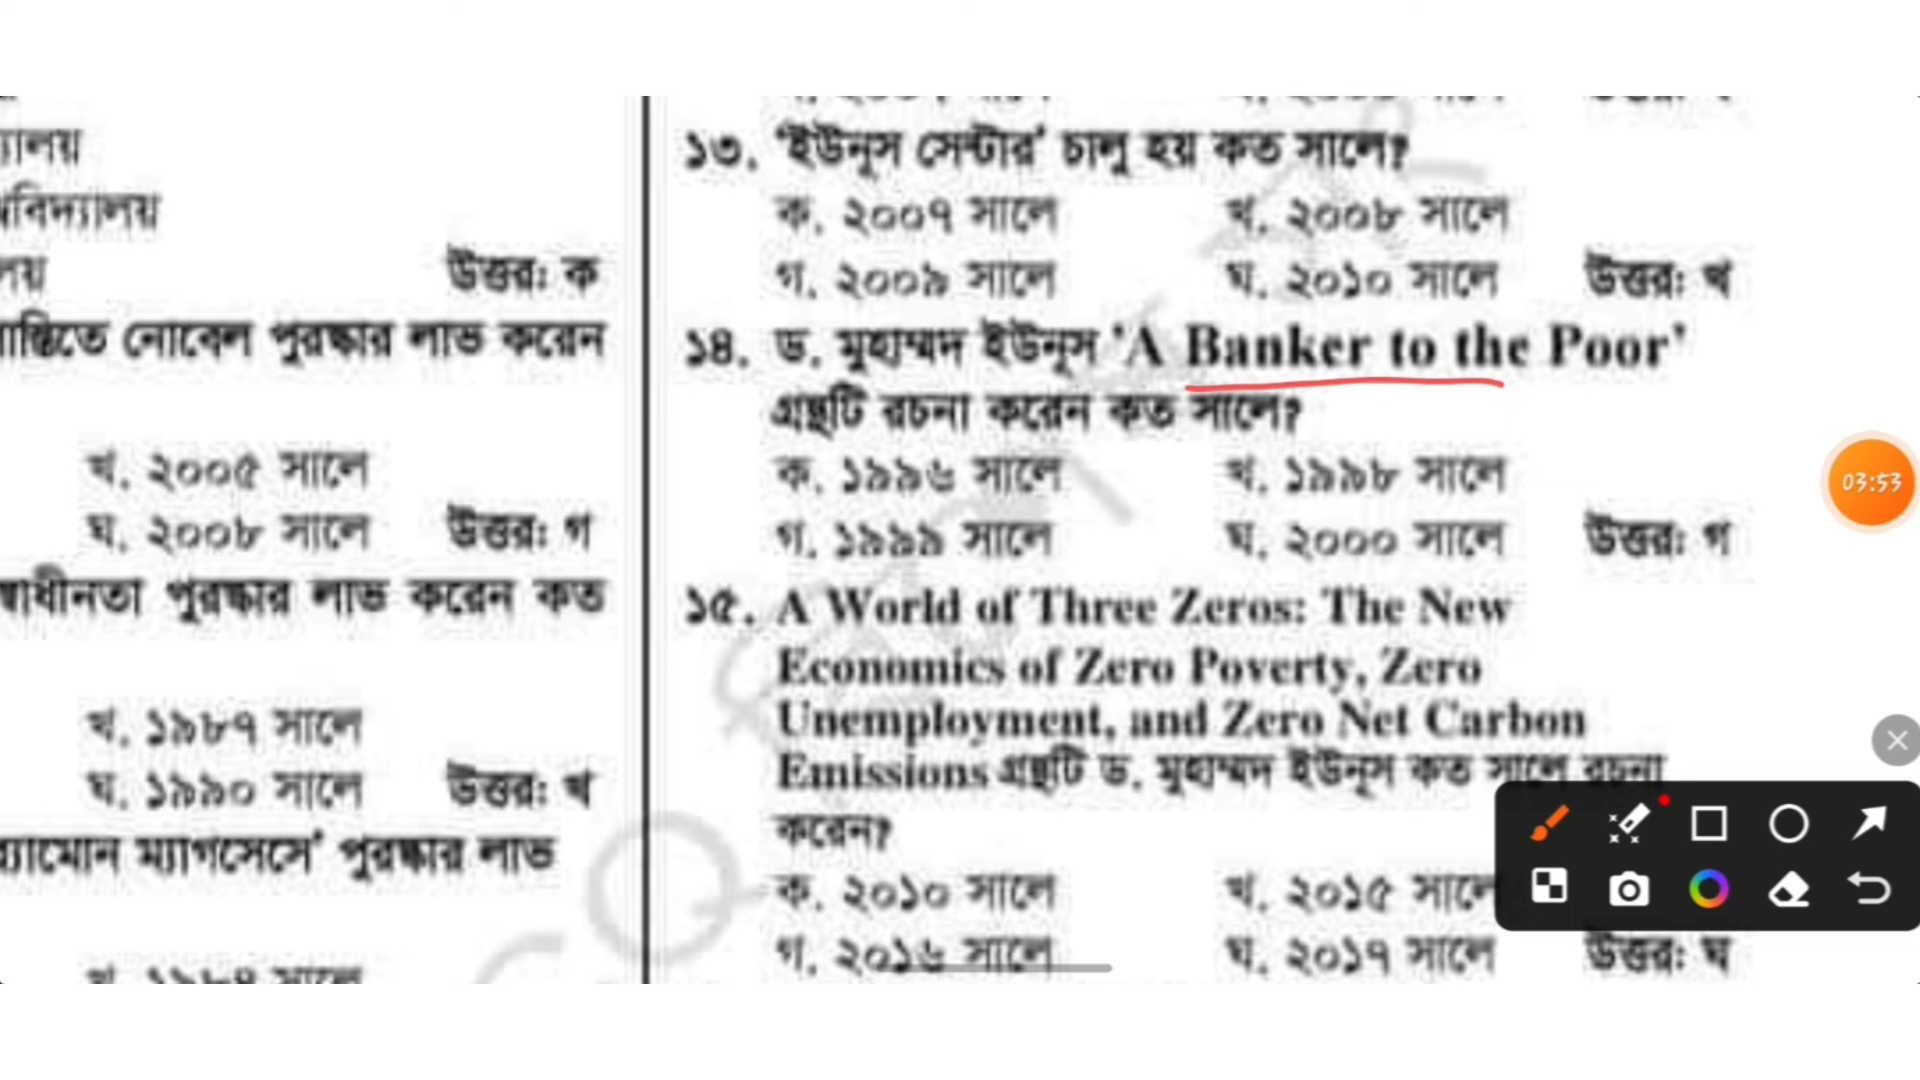 ্যালয়
বিদ্যালয়
লয়
উত্তরঃ ক
ান্তিতে নোবেল পুরস্কার লাভ করেন
খ. ২০০৫ সালে
ঘ. ২০০৮ সালে উত্তরঃ গ
স্বাধীনতা পুরস্কার লাভ করেন কত
খ. ১৯৮৭ সালে
ঘ. ১৯৯০ সালে উত্তরঃ খ
র‍্যামোন ম্যাগসেসে' পুরস্কার লাভ
খ. ১৯৮৪ সালে
১৩. 'ইউনূস সেন্টার' চালু হয় কত সালে?
ক. ২০০৭ সালে খ. ২০০৮ সালে
গ. ২০০৯ সালে ঘ. ২০১০ সালে উত্তরঃ খ
১৪. ড. মুহাম্মদ ইউনূস 'A Banker to the Poor'
গ্রন্থটি রচনা করেন কত সালে?
ক. ১৯৯৬ সালে খ. ১৯৯৮ সালে
গ. ১৯৯৯ সালে ঘ. ২০০০ সালে উত্তরঃ গ
১৫. A World of Three Zeros: The New
Economics of Zero Poverty, Zero
Unemployment, and Zero Net Carbon
Emissions গ্রন্থটি ড. মুহাম্মদ ইউনূস কত সালে রচনা
করেন?
ক. ২০১০ সালে খ. ২০১৫ সালে
গ. ২০১৬ সালে ঘ. ২০১৭ সালে উত্তরঃ ঘ
03:53